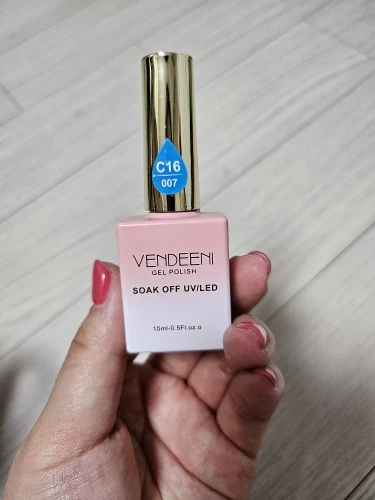 C16
007
VENDEENI
GEL POLISH
SOAK OFF UV/LED
15ml-0.5Fl.oz.o